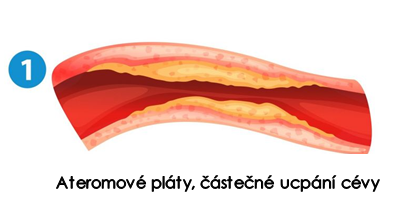 1
Ateromové pláty, částečné ucpání cévy